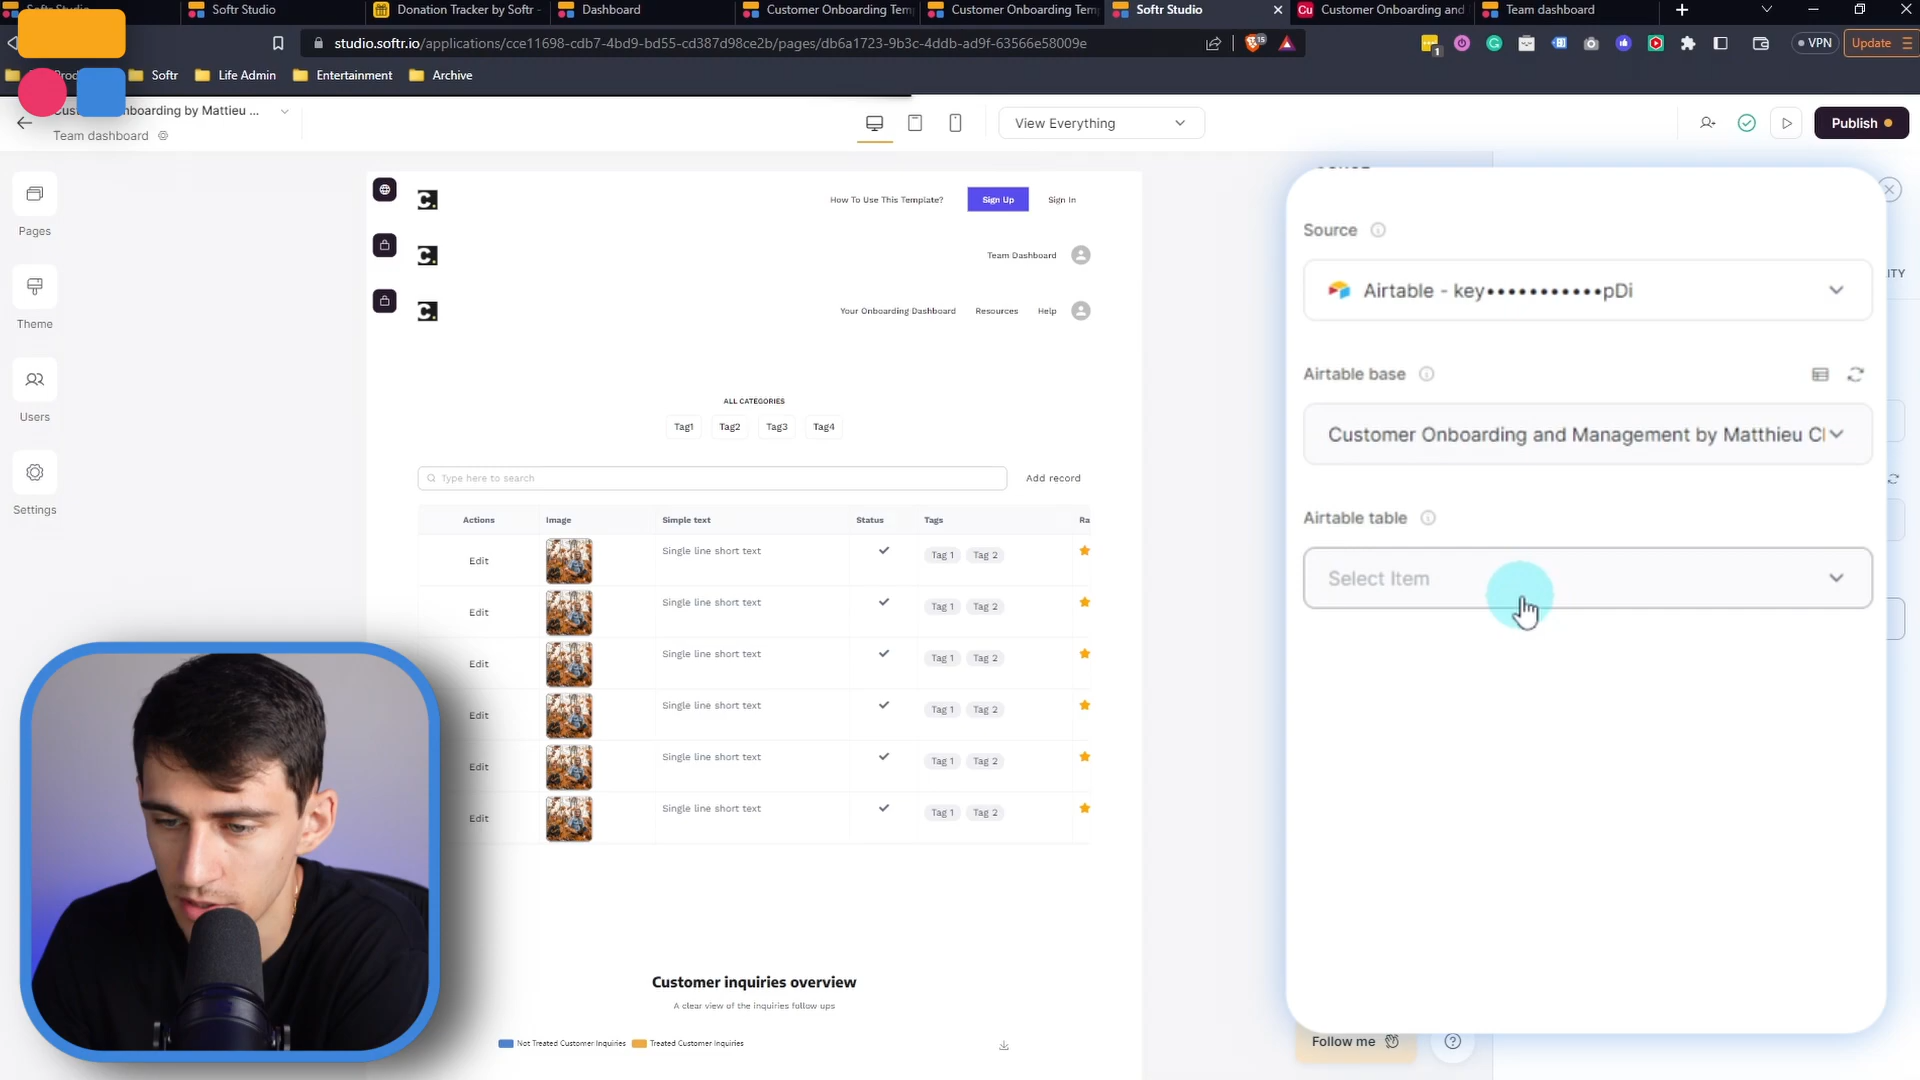 Softr Studio
Donation Tracker by Softr -
Dashboard
Customer Onboarding Tem
Customer Onboarding Tem
Softr Studio
Customer Onboarding and
Team dashboard
studio.softr.io/applications/cce11698-cdb7-4bd9-bd55-cd387d98ce2b/pages/db6a1723-9b3c-4ddb-ad9f-63566e58009e
15
1
VPN
Update
Softr
Life Admin
Entertainment
Archive
nboarding by Mattieu ...
Team dashboard
View Everything
Publish
Pages
Theme
Users
Settings
C.
How To Use This Template?
Sign Up
Sign In
C.
Team Dashboard
C.
Your Onboarding Dashboard
Resources
Help
ALL CATEGORIES
Tag1
Tag2
Tag3
Tag4
Type here to search
Add record
Actions
Image
Simple text
Status
Tags
Ra
Edit
Single line short text
Tag 1
Tag 2
Edit
Single line short text
Tag 1
Tag 2
Edit
Single line short text
Tag 1
Tag 2
Edit
Single line short text
Tag 1
Tag 2
Edit
Single line short text
Tag 1
Tag 2
Edit
Single line short text
Tag 1
Tag 2
Customer inquiries overview
A clear view of the inquiries follow ups
Not Treated Customer Inquiries
Treated Customer Inquiries
Source
Airtable - key•••••••••••pDi
Airtable base
Customer Onboarding and Management by Matthieu Cl
Airtable table
Select Item
ITY
Follow me